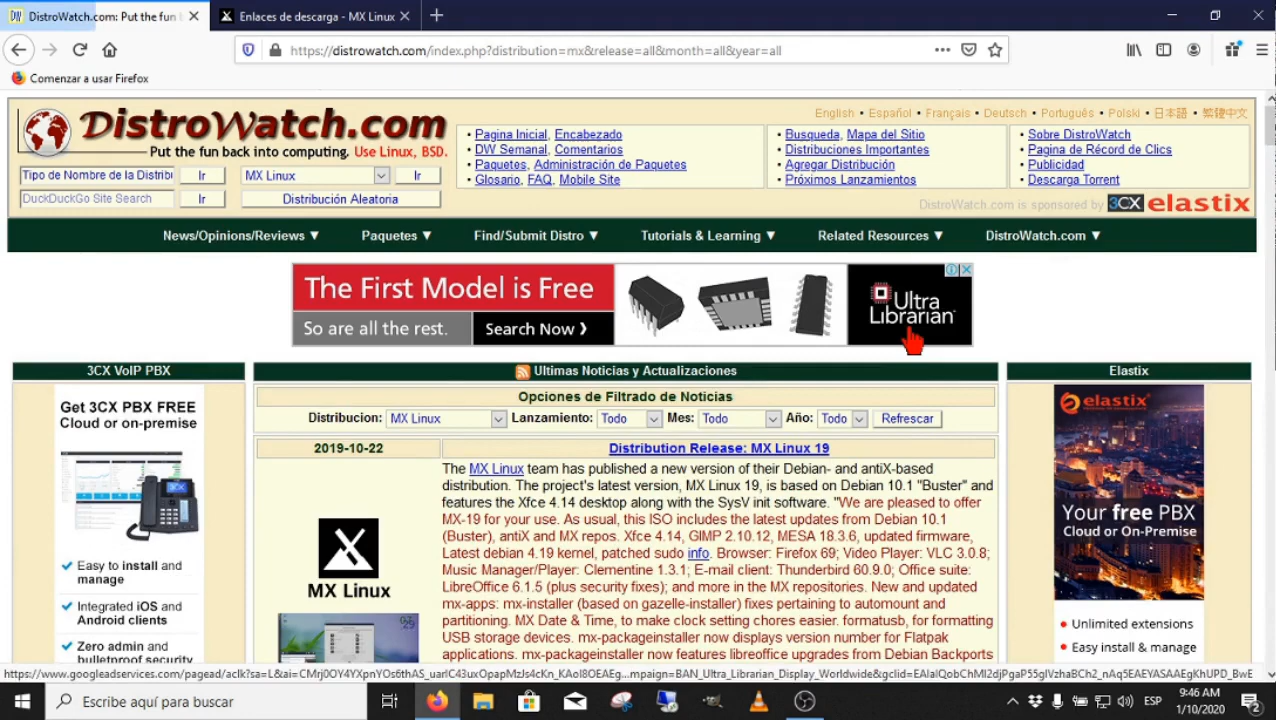 DistroWatch.com: Put the fun b
Enlaces de descarga - MX Linux
https://distrowatch.com/index.php?distribution=mx&release=all&month=all&year=all
Comenzar a usar Firefox
DistroWatch.com
Put the fun back into computing. Use Linux, BSD.
English • Español • Français • Deutsch • Português • Polski • 日本語 • 繁體中文
• Pagina Inicial, Encabezado
• DW Semanal, Comentarios
• Paquetes, Administración de Paquetes
• Glosario, FAQ, Mobile Site
• Busqueda, Mapa del Sitio
• Distribuciones Importantes
• Agregar Distribución
• Próximos Lanzamientos
• Sobre DistroWatch
• Pagina de Récord de Clics
• Publicidad
• Descarga Torrent
Tipo de Nombre de la Distribi Ir MX Linux Ir
DuckDuckGo Site Search Ir Distribución Aleatoria
DistroWatch.com is sponsored by 3CX elastix
News/Opinions/Reviews ▼ Paquetes ▼ Find/Submit Distro ▼ Tutorials & Learning ▼ Related Resources ▼ DistroWatch.com ▼
The First Model is Free
So are all the rest. Search Now ❯
Ultra
Librarian
3CX VoIP PBX
Get 3CX PBX FREE
Cloud or on-premise
Easy to install and
manage
Integrated iOS and
Android clients
Zero admin and
bulletproof security
Ultimas Noticias y Actualizaciones
Opciones de Filtrado de Noticias
Distribucion: MX Linux Lanzamiento: Todo Mes: Todo Año: Todo Refrescar
2019-10-22 Distribution Release: MX Linux 19
MX Linux
The MX Linux team has published a new version of their Debian- and antiX-based
distribution. The project's latest version, MX Linux 19, is based on Debian 10.1 "Buster" and
features the Xfce 4.14 desktop along with the SysV init software. "We are pleased to offer
MX-19 for your use. As usual, this ISO includes the latest updates from Debian 10.1
(Buster), antiX and MX repos. Xfce 4.14, GIMP 2.10.12, MESA 18.3.6, updated firmware,
Latest debian 4.19 kernel, patched sudo info. Browser: Firefox 69; Video Player: VLC 3.0.8;
Music Manager/Player: Clementine 1.3.1; E-mail client: Thunderbird 60.9.0; Office suite:
LibreOffice 6.1.5 (plus security fixes); and more in the MX repositories. New and updated
mx-apps: mx-installer (based on gazelle-installer) fixes pertaining to automount and
partitioning. MX Date & Time, to make clock setting chores easier. formatusb, for formatting
USB storage devices. mx-packageinstaller now displays version number for Flatpak
applications. mx-packageinstaller now features libreoffice upgrades from Debian Backports
Elastix
elastix
Your free PBX
Cloud or On-Premise
• Unlimited extensions
• Easy install & manage
Escribe aquí para buscar
ESP
9:46 AM
1/10/2020
2